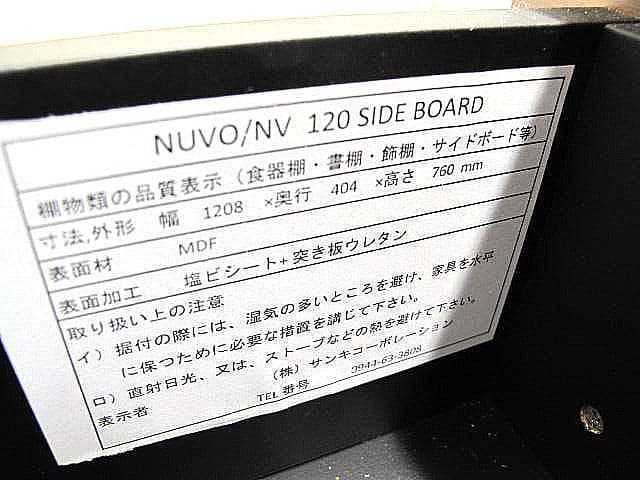 NUVO/NV 120 SIDE BOARD
棚物類の品質表示（食器棚・書棚・飾棚・サイドボード等）
寸法,外形 幅 1208 ×奥行 404 ×高さ 760 mm
表面材 MDF
表面加工 塩ビシート+突き板ウレタン
取り扱い上の注意
イ）据付の際には、湿気の多いところを避け、家具を水平
に保つために必要な措置を講じて下さい。
ロ）直射日光、又は、ストーブなどの熱を避けて下さい。
表示者 （株）サンキコーポレーション
TEL番号 0944-63-3808